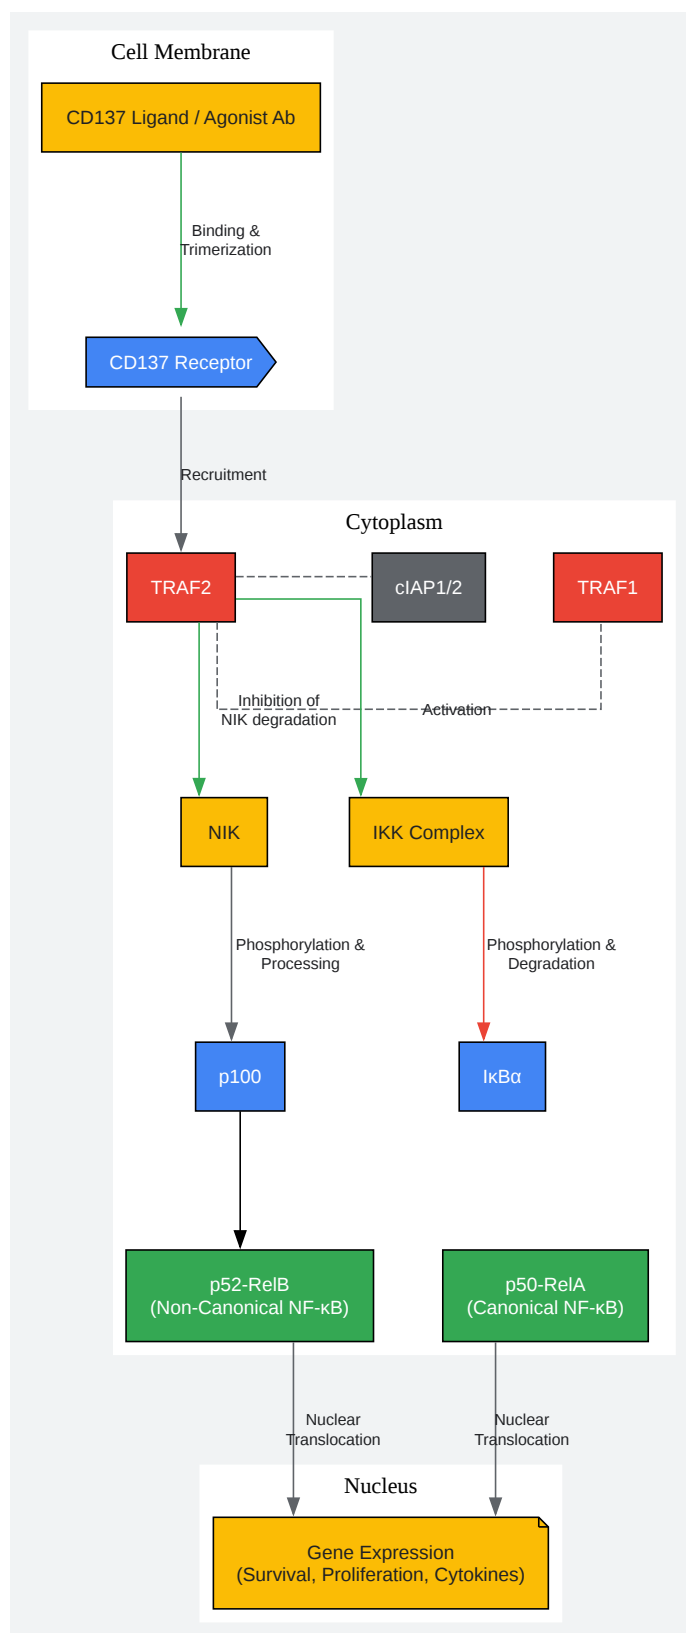 Cell Membrane
CD137 Ligand / Agonist Ab
Binding &
Trimerization
CD137 Receptor
Recruitment
Cytoplasm
TRAF2
cIAP1/2
TRAF1
Inhibition of
NIK degradation
Activation
NIK
IKK Complex
Phosphorylation &
Processing
Phosphorylation &
Degradation
p100
IκBα
p52-RelB
(Non-Canonical NF-κB)
p50-RelA
(Canonical NF-κB)
Nuclear
Translocation
Nuclear
Translocation
Nucleus
Gene Expression
(Survival, Proliferation, Cytokines)